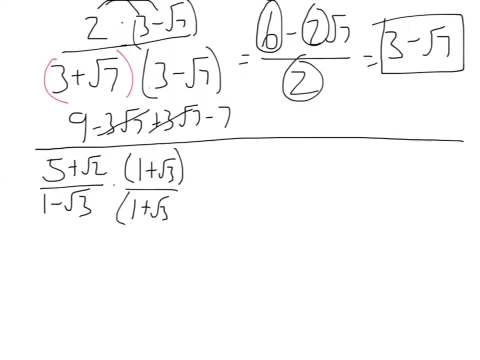 2 · (3-√7) / (3+√7) (3-√7) = 6-2√7 / 2 = 3-√7
9-3√7+3√7-7
5+√2 / 1-√3 · (1+√3) / (1+√3